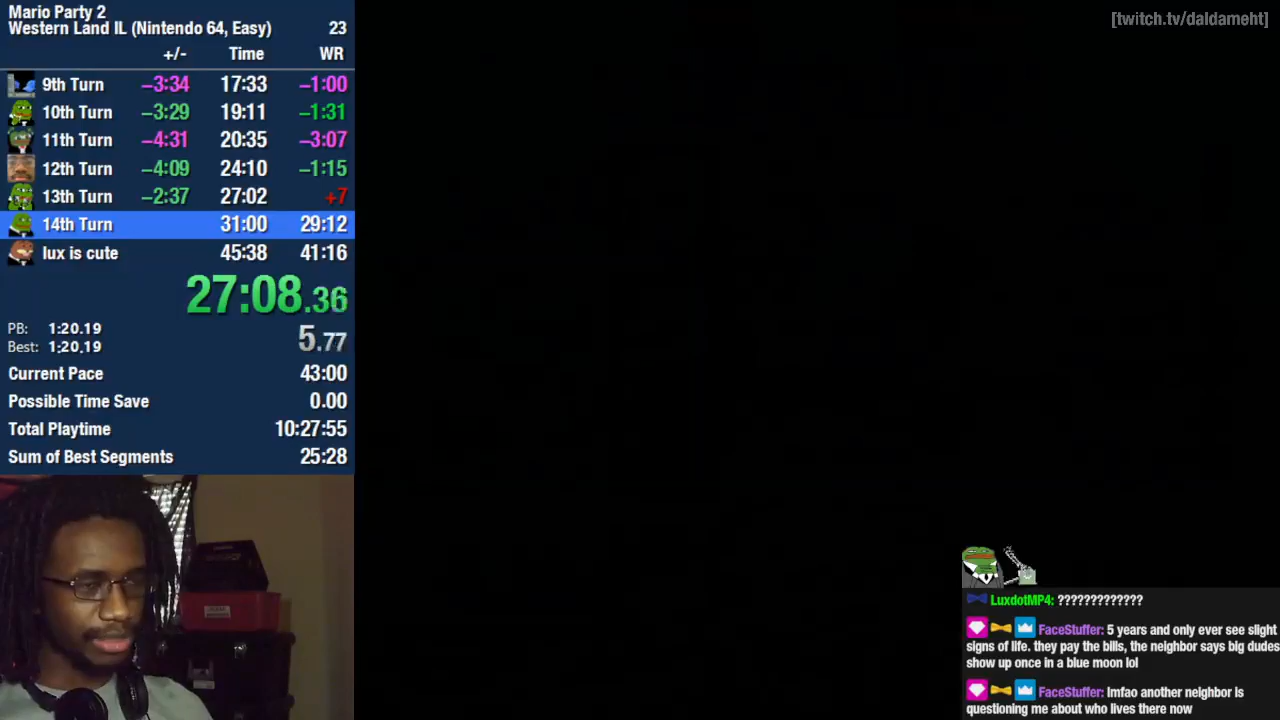 Mario Party 2
Western Land IL (Nintendo 64, Easy) 23
+/- Time WR
9th Turn −3:34 17:33 −1:00
10th Turn −3:29 19:11 −1:31
11th Turn −4:31 20:35 −3:07
12th Turn −4:09 24:10 −1:15
13th Turn −2:37 27:02 +7
14th Turn 31:00 29:12
lux is cute 45:38 41:16
27:08.36
PB: 1:20.19
5.77
Best: 1:20.19
Current Pace 43:00
Possible Time Save 0.00
Total Playtime 10:27:55
Sum of Best Segments 25:28
[twitch.tv/daldameht]
LuxdotMP4: ?????????????
FaceStuffer: 5 years and only ever see slight
signs of life. they pay the bills, the neighbor says big dudes
show up once in a blue moon lol
FaceStuffer: lmfao another neighbor is
questioning me about who lives there now